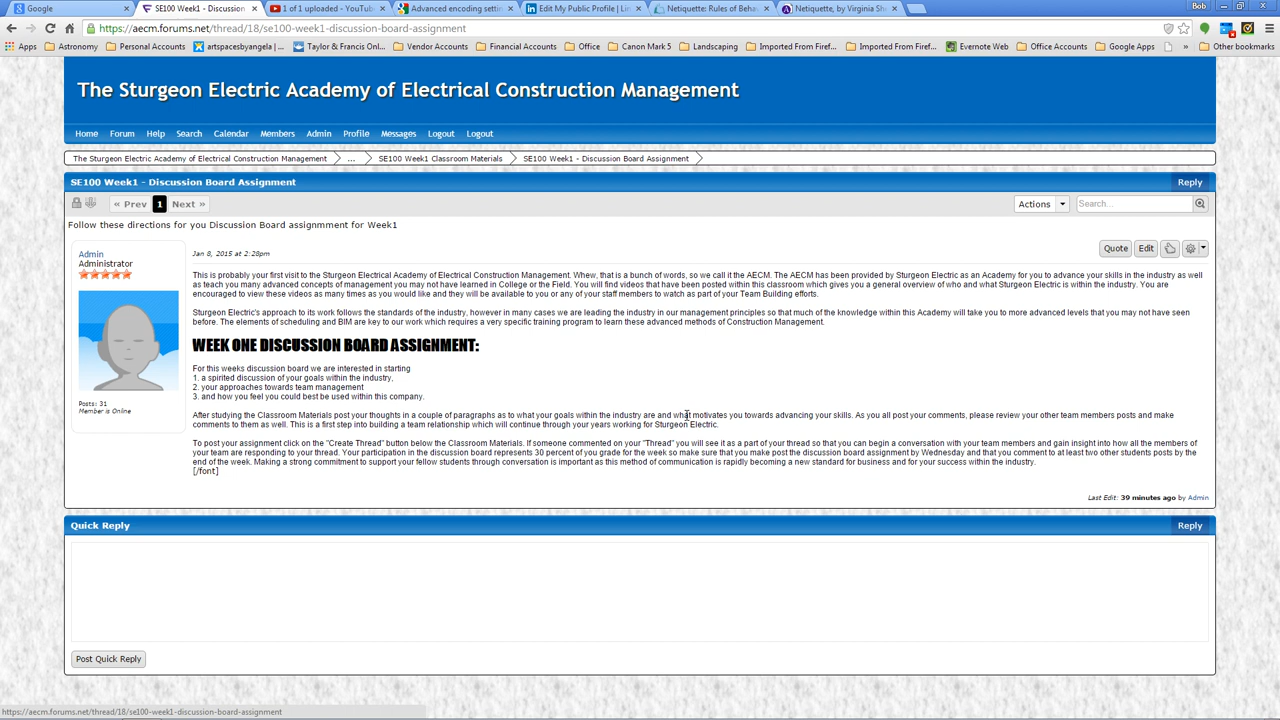 Google
SE100 Week1 - Discussion
1 of 1 uploaded - YouTube
Advanced encoding settin
Edit My Public Profile | Lin
Netiquette: Rules of Beha
Netiquette, by Virginia Sh
Bob
https://aecm.forums.net/thread/18/se100-week1-discussion-board-assignment
Apps
Astronomy
Personal Accounts
artspacesbyangela | ...
Taylor & Francis Onl...
Vendor Accounts
Financial Accounts
Office
Canon Mark 5
Landscaping
Imported From Firef...
Imported From Firef...
Evernote Web
Office Accounts
Google Apps
Other bookmarks
The Sturgeon Electric Academy of Electrical Construction Management
Home Forum Help Search Calendar Members Admin Profile Messages Logout Logout
The Sturgeon Electric Academy of Electrical Construction Management ... SE100 Week1 Classroom Materials SE100 Week1 - Discussion Board Assignment
SE100 Week1 - Discussion Board Assignment Reply
« Prev 1 Next » Actions Search...
Follow these directions for you Discussion Board assignmment for Week1
Admin
Administrator
Posts: 31
Member is Online
Jan 8, 2015 at 2:28pm Quote Edit
This is probably your first visit to the Sturgeon Electrical Academy of Electrical Construction Management. Whew, that is a bunch of words, so we call it the AECM. The AECM has been provided by Sturgeon Electric as an Academy for you to advance your skills in the industry as well
as teach you many advanced concepts of management you may not have learned in College or the Field. You will find videos that have been posted within this classroom which gives you a general overview of who and what Sturgeon Electric is within the industry. You are
encouraged to view these videos as many times as you would like and they will be available to you or any of your staff members to watch as part of your Team Building efforts.
Sturgeon Electric's approach to its work follows the standards of the industry, however in many cases we are leading the industry in our management principles so that much of the knowledge within this Academy will take you to more advanced levels that you may not have seen
before. The elements of scheduling and BIM are key to our work which requires a very specific training program to learn these advanced methods of Construction Management.
WEEK ONE DISCUSSION BOARD ASSIGNMENT:
For this weeks discussion board we are interested in starting
1. a spirited discussion of your goals within the industry,
2. your approaches towards team management
3. and how you feel you could best be used within this company.
After studying the Classroom Materials post your thoughts in a couple of paragraphs as to what your goals within the industry are and what motivates you towards advancing your skills. As you all post your comments, please review your other team members posts and make
comments to them as well. This is a first step into building a team relationship which will continue through your years working for Sturgeon Electric.
To post your assignment click on the "Create Thread" button below the Classroom Materials. If someone commented on your "Thread" you will see it as a part of your thread so that you can begin a conversation with your team members and gain insight into how all the members of
your team are responding to your thread. Your participation in the discussion board represents 30 percent of you grade for the week so make sure that you make post the discussion board assignment by Wednesday and that you comment to at least two other students posts by the
end of the week. Making a strong commitment to support your fellow students through conversation is important as this method of communication is rapidly becoming a new standard for business and for your success within the industry.
[/font]
Last Edit: 39 minutes ago by Admin
Quick Reply Reply
Post Quick Reply
https://aecm.forums.net/thread/18/se100-week1-discussion-board-assignment